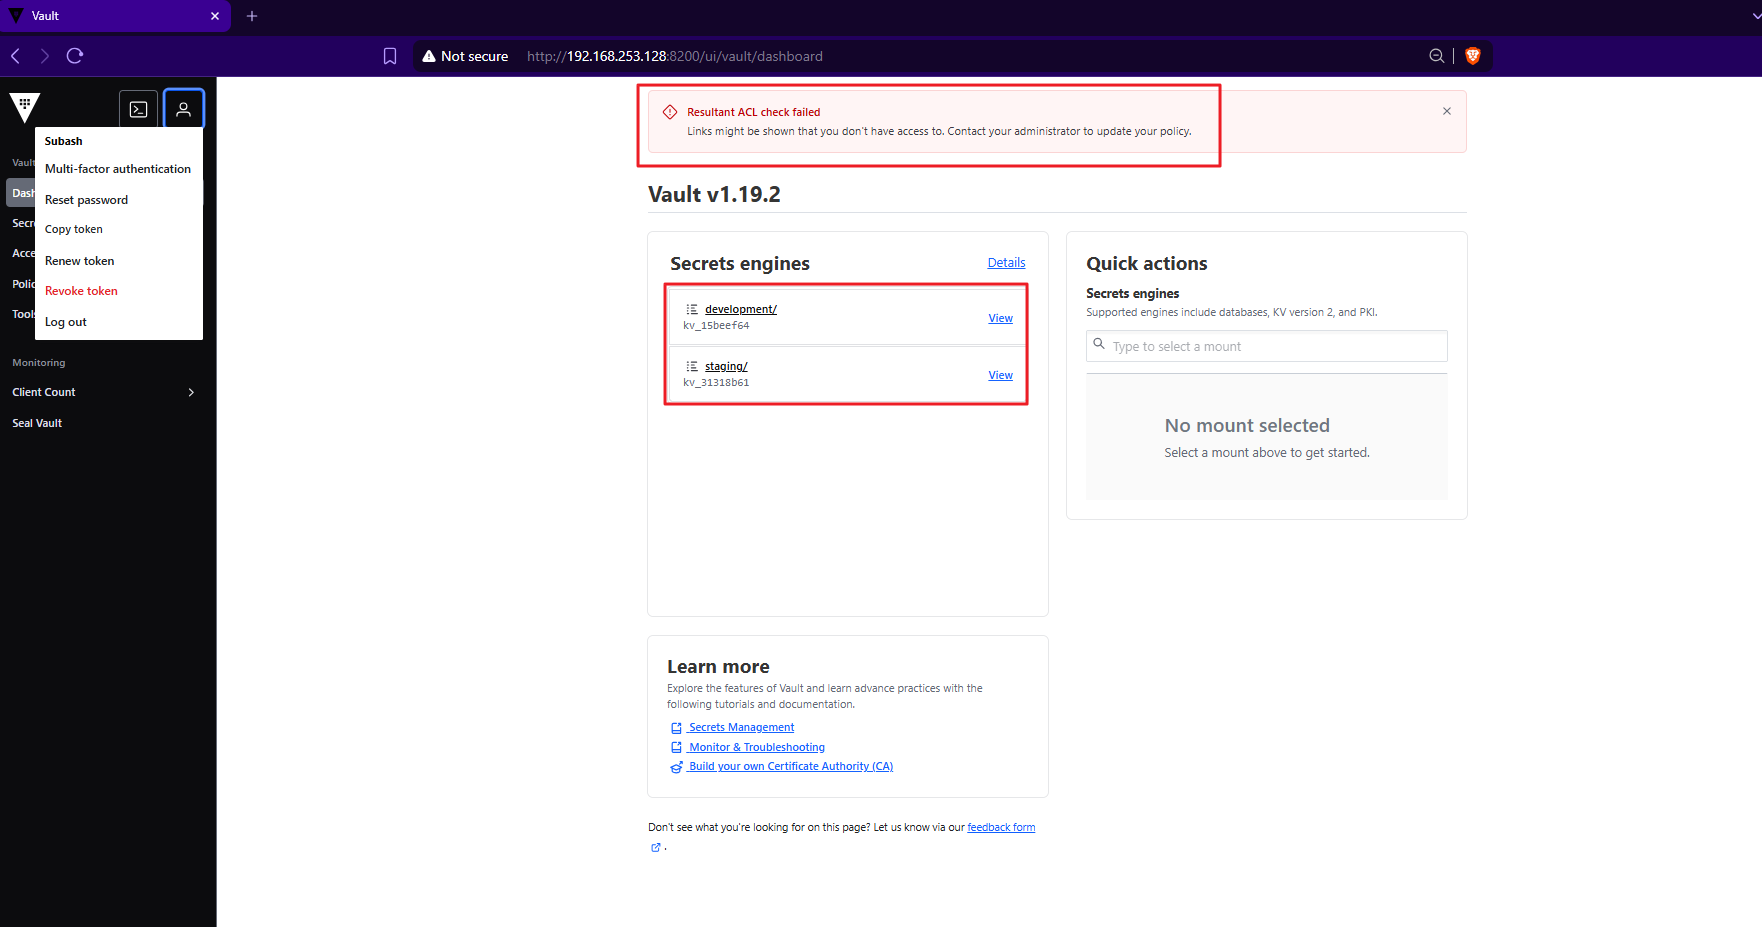 Vault
Not secure http://192.168.253.128:8200/ui/vault/dashboard
Subash
Multi-factor authentication
Reset password
Copy token
Renew token
Revoke token
Log out
Vault
Dash
Secre
Acce
Polic
Tools
Monitoring
Client Count
Seal Vault
Resultant ACL check failed
Links might be shown that you don't have access to. Contact your administrator to update your policy.
Vault v1.19.2
Secrets engines Details
development/
kv_15beef64
View
staging/
kv_31318b61
View
Quick actions
Secrets engines
Supported engines include databases, KV version 2, and PKI.
Type to select a mount
No mount selected
Select a mount above to get started.
Learn more
Explore the features of Vault and learn advance practices with the
following tutorials and documentation.
Secrets Management
Monitor & Troubleshooting
Build your own Certificate Authority (CA)
Don't see what you're looking for on this page? Let us know via our feedback form
.